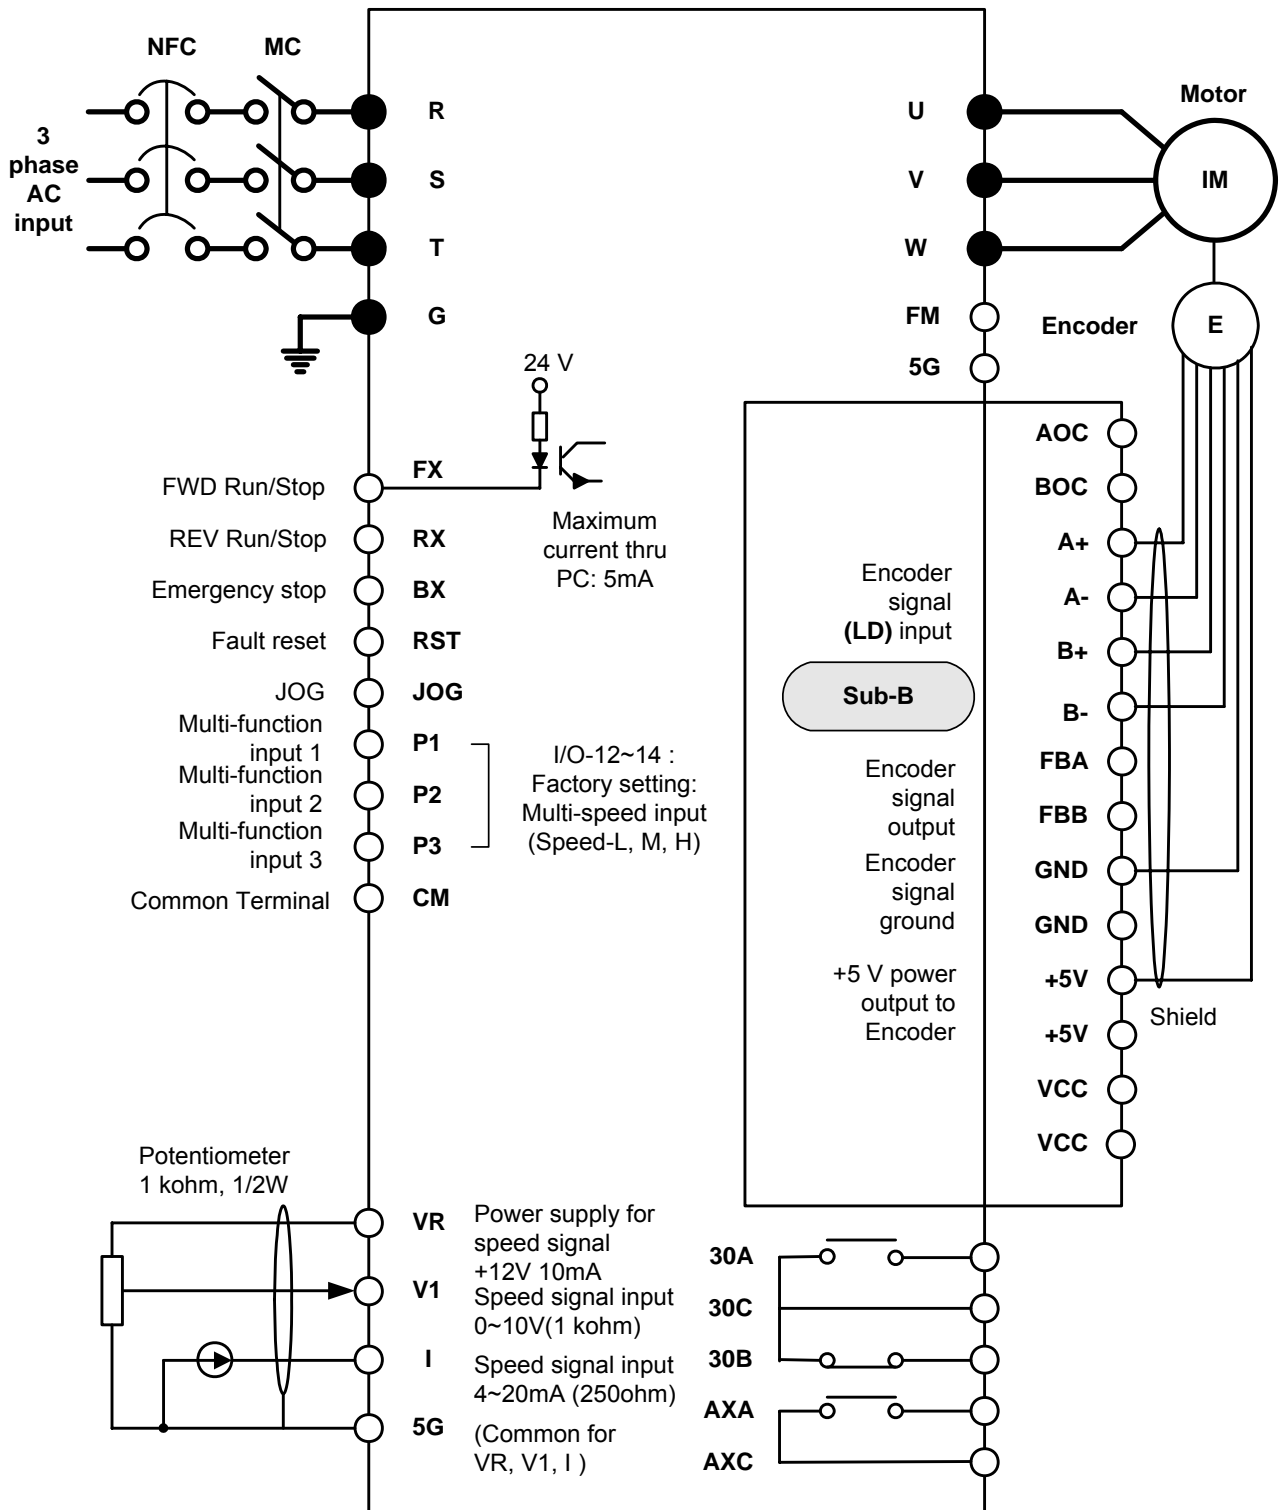 NFC
MC
3
phase
AC
input
R
S
T
G
U
V
W
FM
5G
Motor
IM
Encoder
E
24 V
FX
FWD Run/Stop
Maximum
current thru
PC: 5mA
REV Run/Stop
RX
Emergency stop
BX
Fault reset
RST
JOG
JOG
Multi-function
input 1
P1
Multi-function
input 2
P2
Multi-function
input 3
P3
I/O-12~14 :
Factory setting:
Multi-speed input
(Speed-L, M, H)
Common Terminal
CM
Encoder
signal
(LD) input
Sub-B
Encoder
signal
output
Encoder
signal
ground
+5 V power
output to
Encoder
AOC
BOC
A+
A-
B+
B-
FBA
FBB
GND
GND
+5V
+5V
VCC
VCC
Shield
Potentiometer
1 kohm, 1/2W
VR
Power supply for
speed signal
+12V 10mA
V1
Speed signal input
0~10V(1 kohm)
I
Speed signal input
4~20mA (250ohm)
5G
(Common for
VR, V1, I )
30A
30C
30B
AXA
AXC